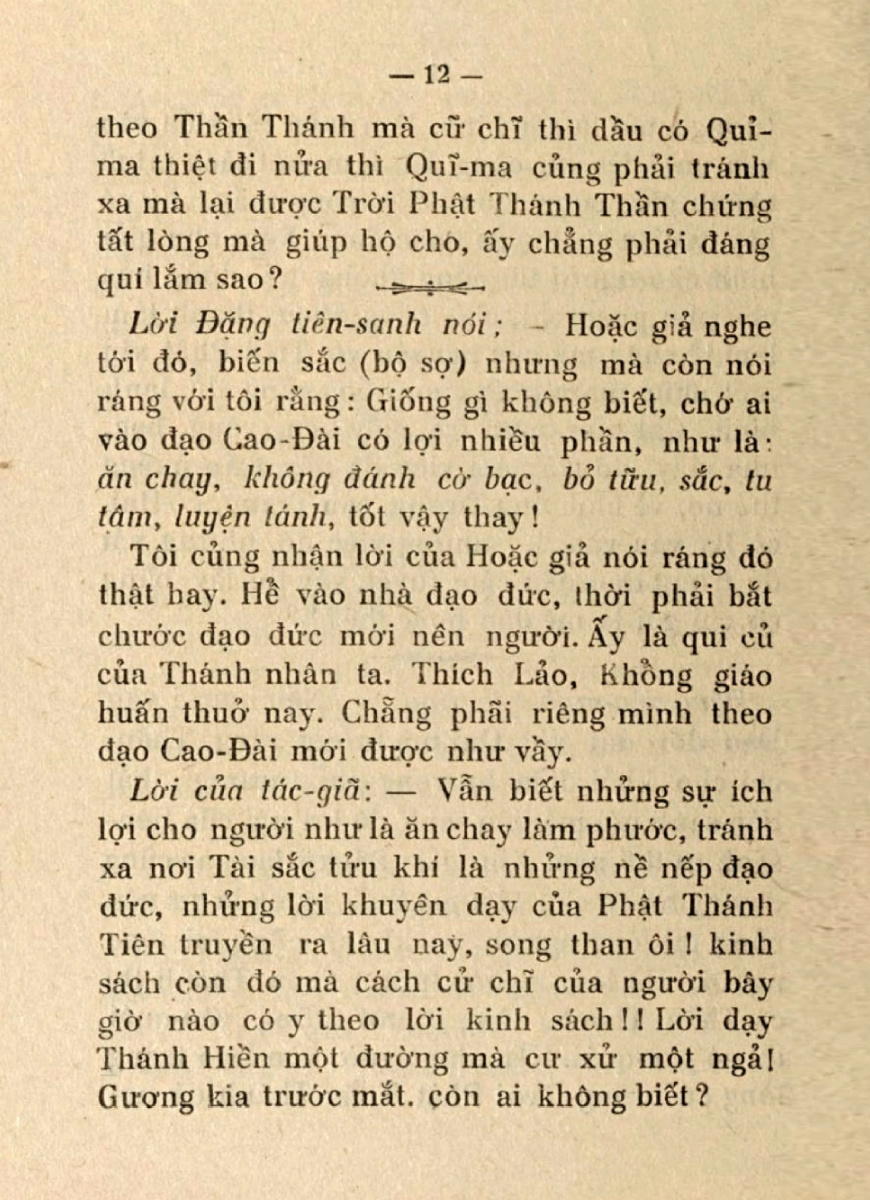 — 12 —
theo Thần Thánh mà cữ chĩ thì dầu có Quỉ-
ma thiệt đi nửa thì Quĩ-ma củng phải tránh
xa mà lại được Trời Phật Thánh Thần chứng
tất lòng mà giúp hộ cho, ấy chẳng phải đáng
quí lắm sao?
Lời Đặng tiên-sanh nói; - Hoặc giả nghe
tới đó, biến sắc (bộ sợ) nhưng mà còn nói
ráng với tôi rằng: Giống gì không biết, chớ ai
vào đạo Cao-Đài có lợi nhiều phần, như là:
ăn chay, không đánh cờ bạc, bỏ tữu, sắc, tu
tâm, luyện tánh, tốt vậy thay!
Tôi củng nhận lời của Hoặc giả nói ráng đó
thật hay. Hề vào nhà đạo đức, thời phải bắt
chước đạo đức mới nên người. Ấy là qui củ
của Thánh nhân ta. Thích Lảo, Khổng giáo
huấn thuở nay. Chẵng phãi riêng mình theo
đạo Cao-Đài mới được như vầy.
Lời của tác-giã: — Vẫn biết nhửng sự ích
lợi cho người như là ăn chay làm phước, tránh
xa nơi Tài sắc tửu khí là nhửng nề nếp đạo
đức, nhửng lời khuyên dạy của Phật Thánh
Tiên truyền ra lâu nay, song than ôi! kinh
sách còn đó mà cách cử chĩ của người bây
giờ nào có y theo lời kinh sách!! Lời dạy
Thánh Hiền một đường mà cư xử một ngả!
Gương kia trước mắt. còn ai không biết?